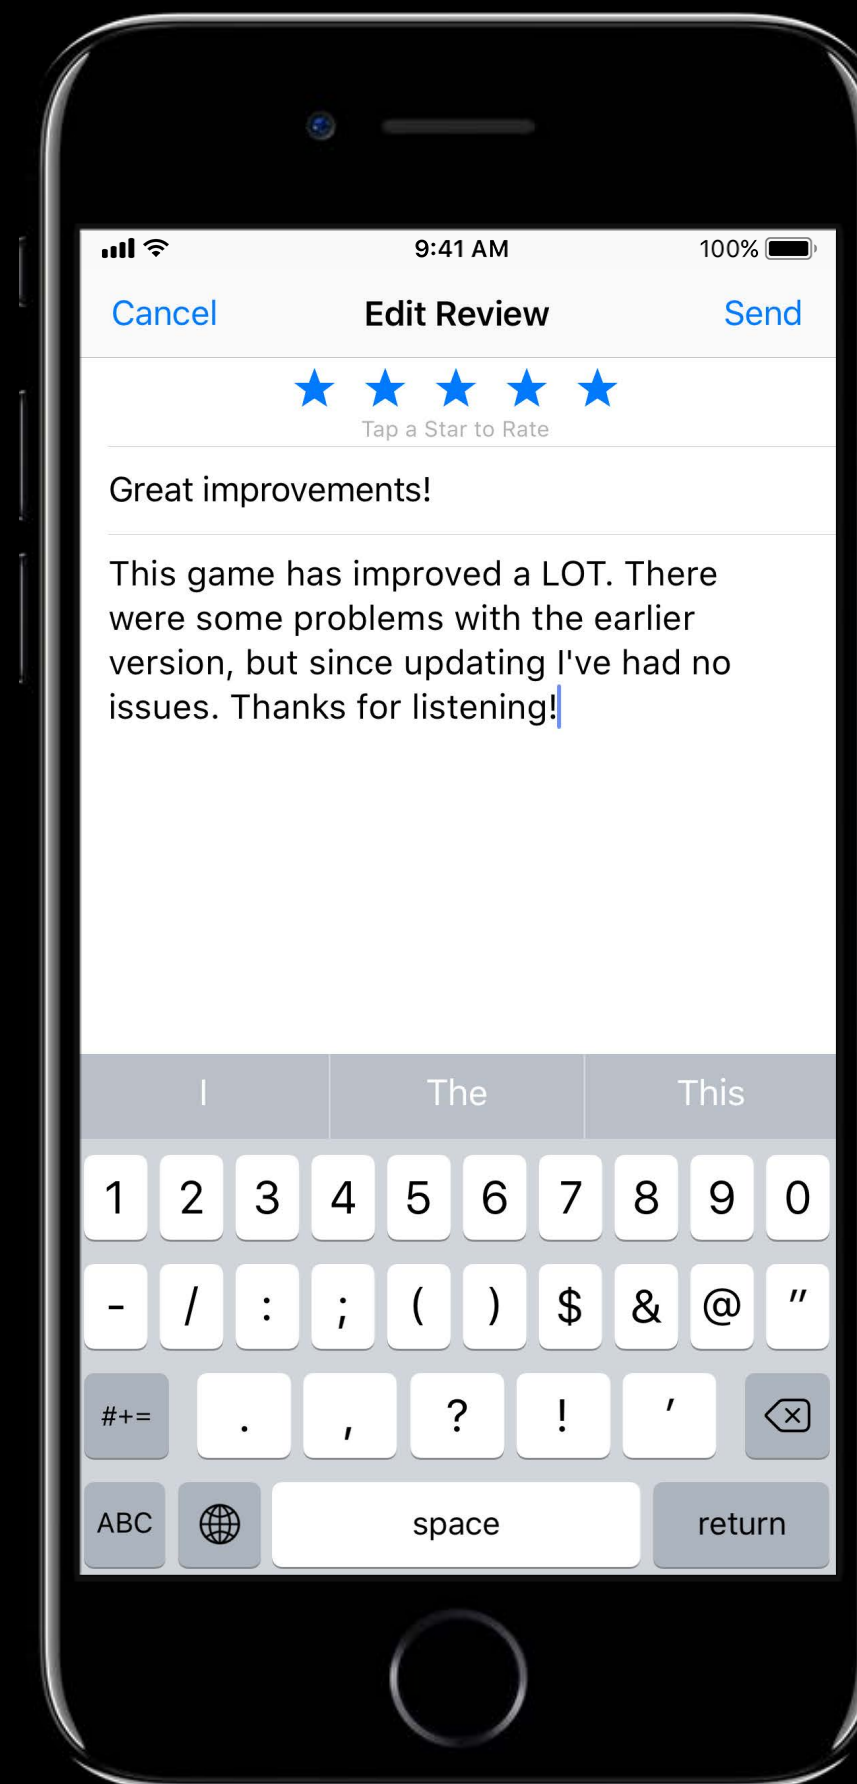 9:41 AM 100%
Cancel Edit Review Send
Tap a Star to Rate
Great improvements!
This game has improved a LOT. There
were some problems with the earlier
version, but since updating I've had no
issues. Thanks for listening!
I The This
1 2 3 4 5 6 7 8 9 0
- / : ; ( ) $ & @ "
#+= . , ? ! '
ABC space return